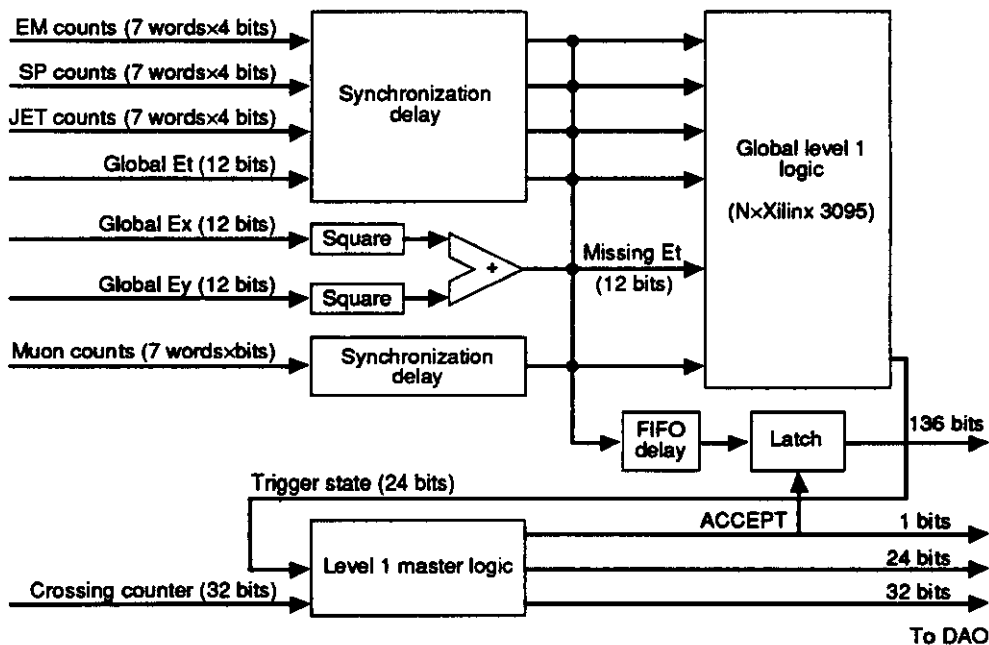 EM counts (7 words×4 bits)
SP counts (7 words×4 bits)
JET counts (7 words×4 bits)
Global Et (12 bits)
Global Ex (12 bits)
Global Ey (12 bits)
Muon counts (7 words×bits)
Synchronization
delay
Square
Square
+
Synchronization
delay
Missing Et
(12 bits)
Global level 1
logic
(N×Xilinx 3095)
FIFO
delay
Latch
136 bits
Trigger state (24 bits)
ACCEPT
1 bits
Level 1 master logic
24 bits
Crossing counter (32 bits)
32 bits
To DAO